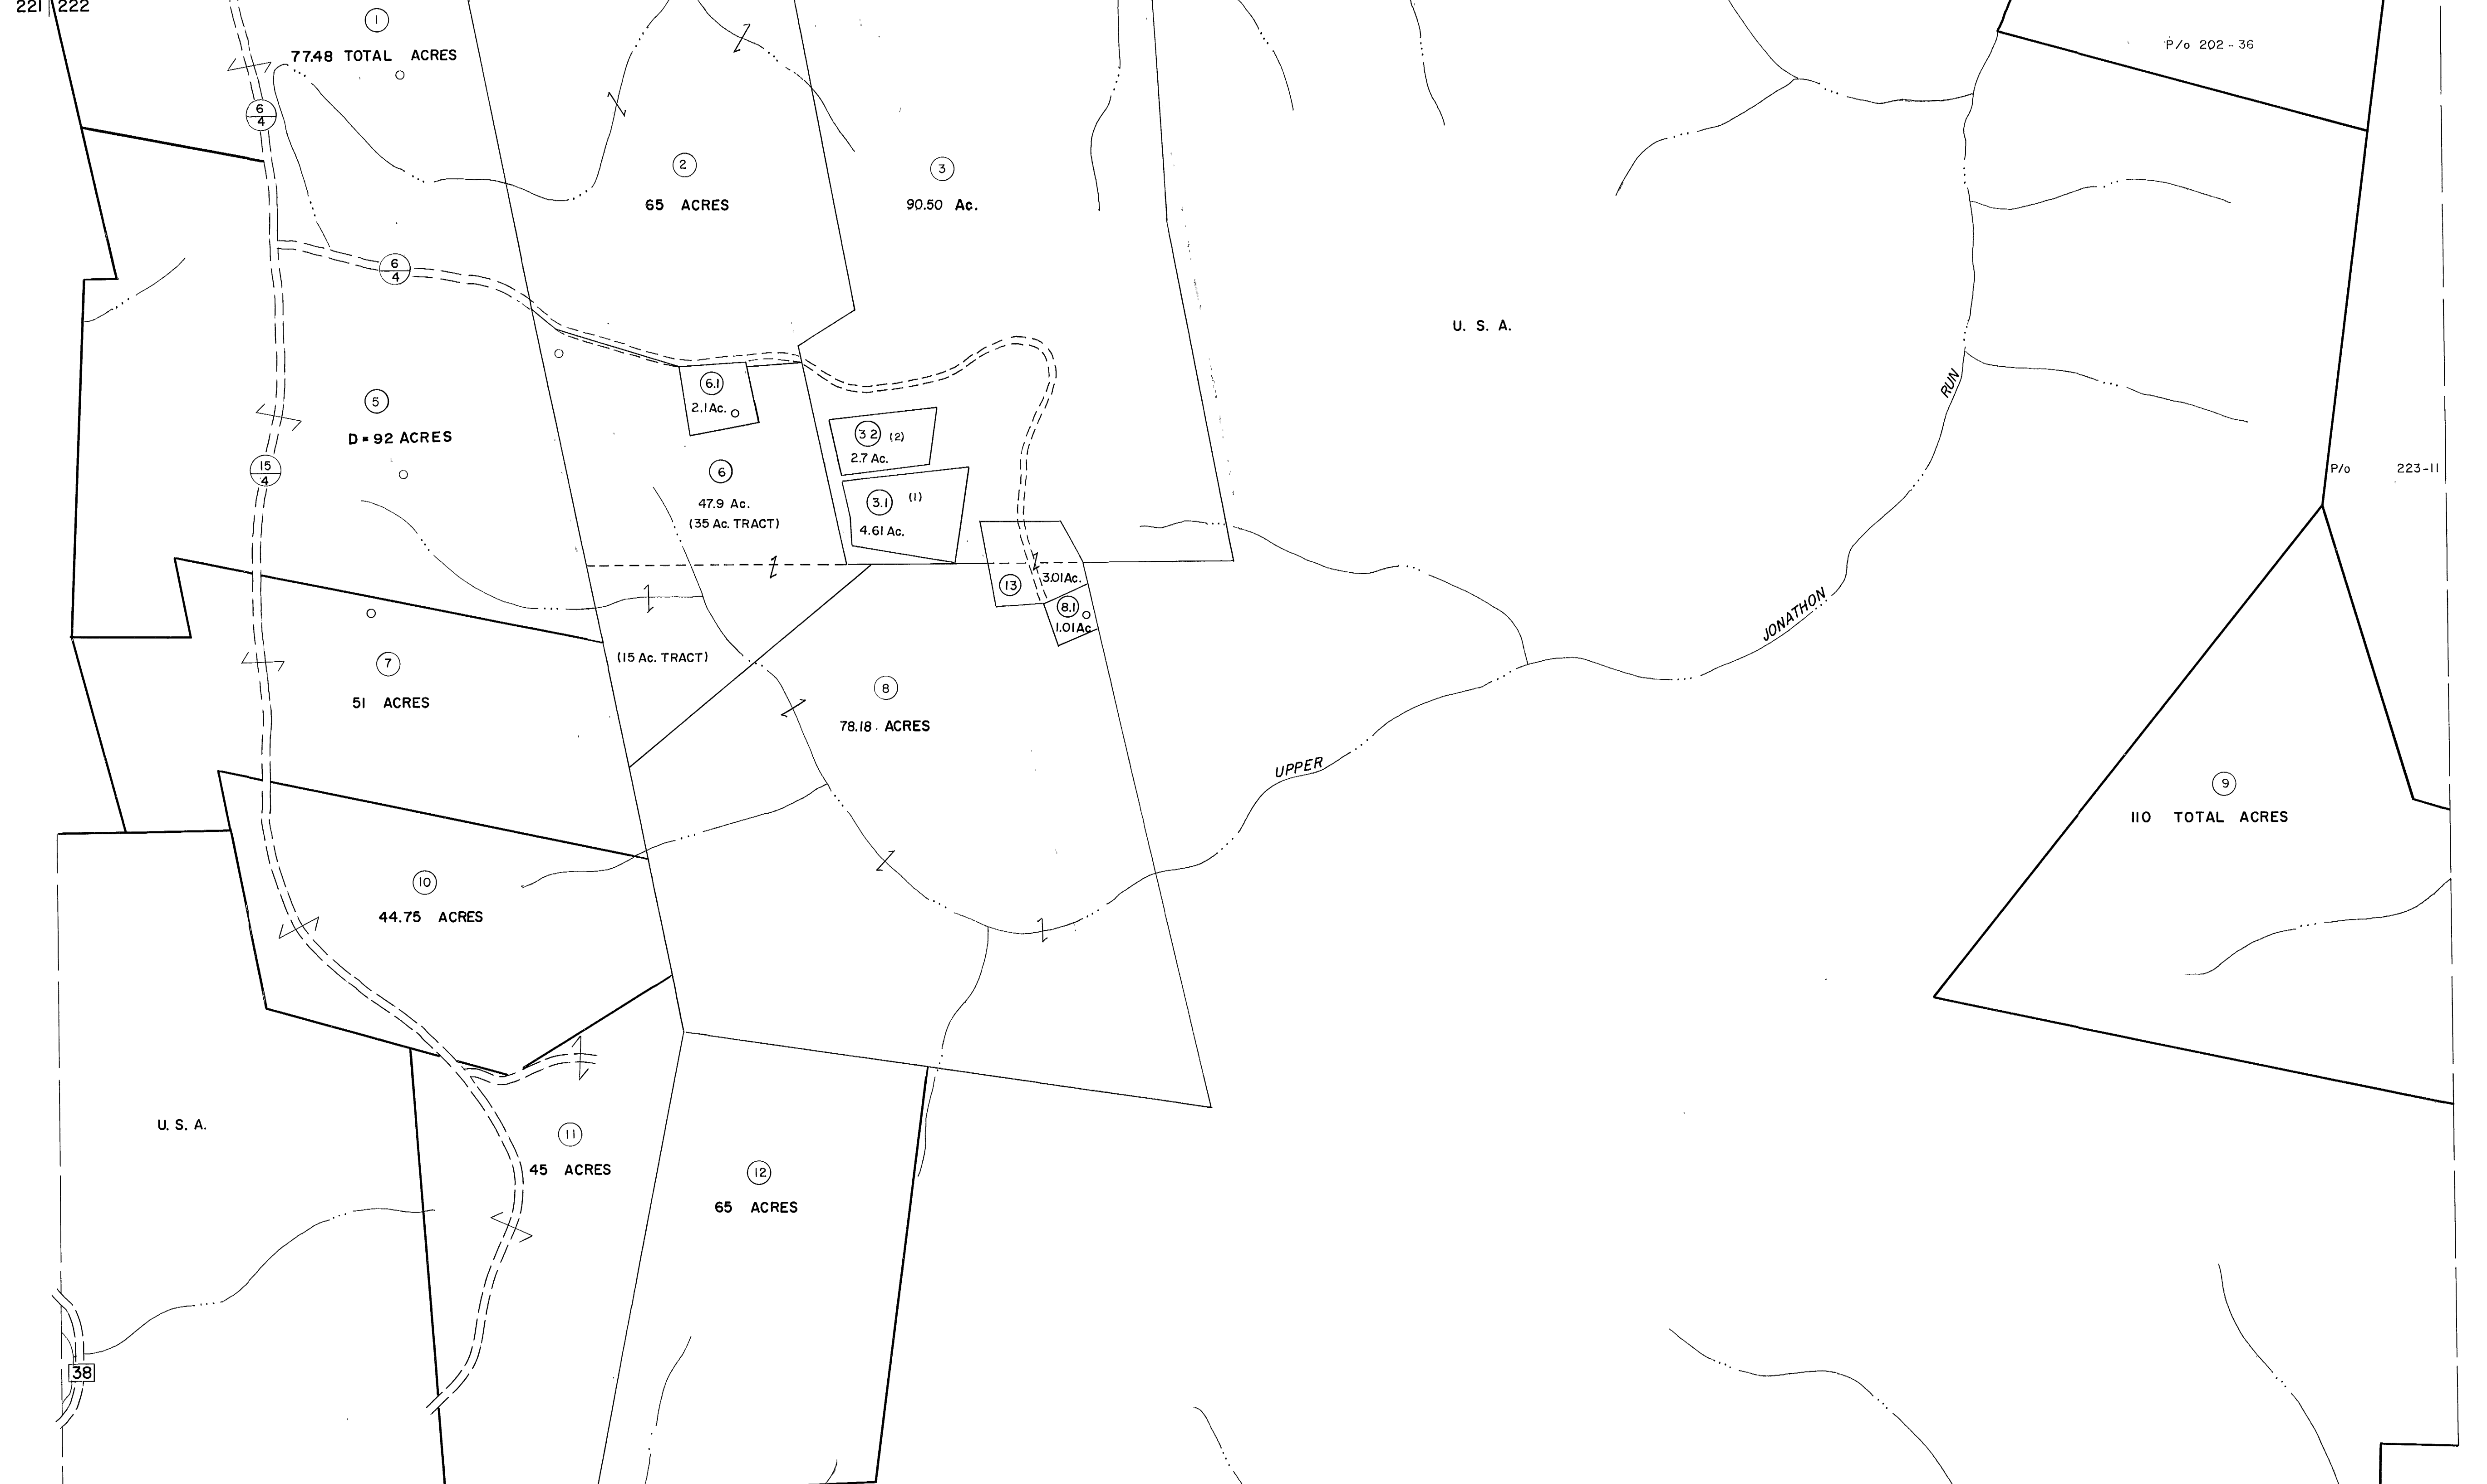 221 | 222
1
77.48 TOTAL ACRES
P/o 202-36
6
4
2
65 ACRES
3
90.50 Ac.
6
4
U. S. A.
5
D = 92 ACRES
6.1
2.1 Ac.
RUN
3 2 (2)
2.7 Ac.
15
4
6
47.9 Ac.
(35 Ac. TRACT)
3.1 (1)
4.61 Ac.
P/o 223-11
13
3.01 Ac.
8.1
1.01 Ac
JONATHON
(15 Ac. TRACT)
7
51 ACRES
8
78.18 ACRES
UPPER
9
110 TOTAL ACRES
10
44.75 ACRES
U. S. A.
11
45 ACRES
12
65 ACRES
38